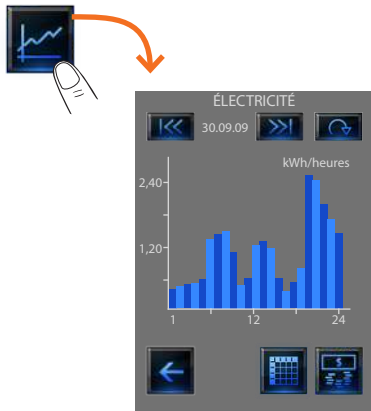 ÉLECTRICITÉ
30.09.09
kWh/heures
2,40
1,20
1 12 24
$